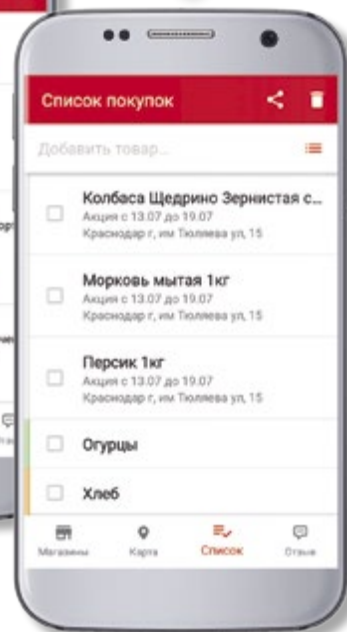 Список покупок
Добавить товар...
Колбаса Щедрино Зернистая с...
Акция с 13.07 до 19.07
Краснодар г, им Тюляева ул, 15
Морковь мытая 1кг
Акция с 13.07 до 19.07
Краснодар г, им Тюляева ул, 15
Персик 1кг
Акция с 13.07 до 19.07
Краснодар г, им Тюляева ул, 15
Огурцы
Хлеб
Магазины Карта Список Отзыв